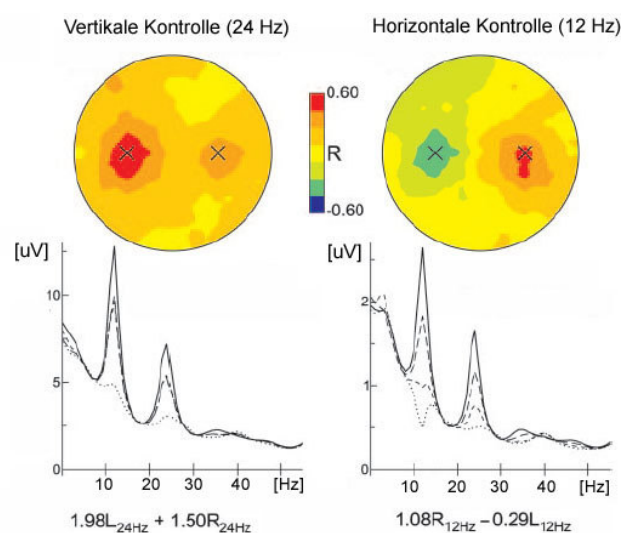 Vertikale Kontrolle (24 Hz)
Horizontale Kontrolle (12 Hz)
0.60
R
-0.60
[uV]
10
5
0
10 20 30 40 [Hz]
1.98L24Hz + 1.50R24Hz
[uV]
2
1
0
10 20 30 40 [Hz]
1.08R12Hz – 0.29L12Hz